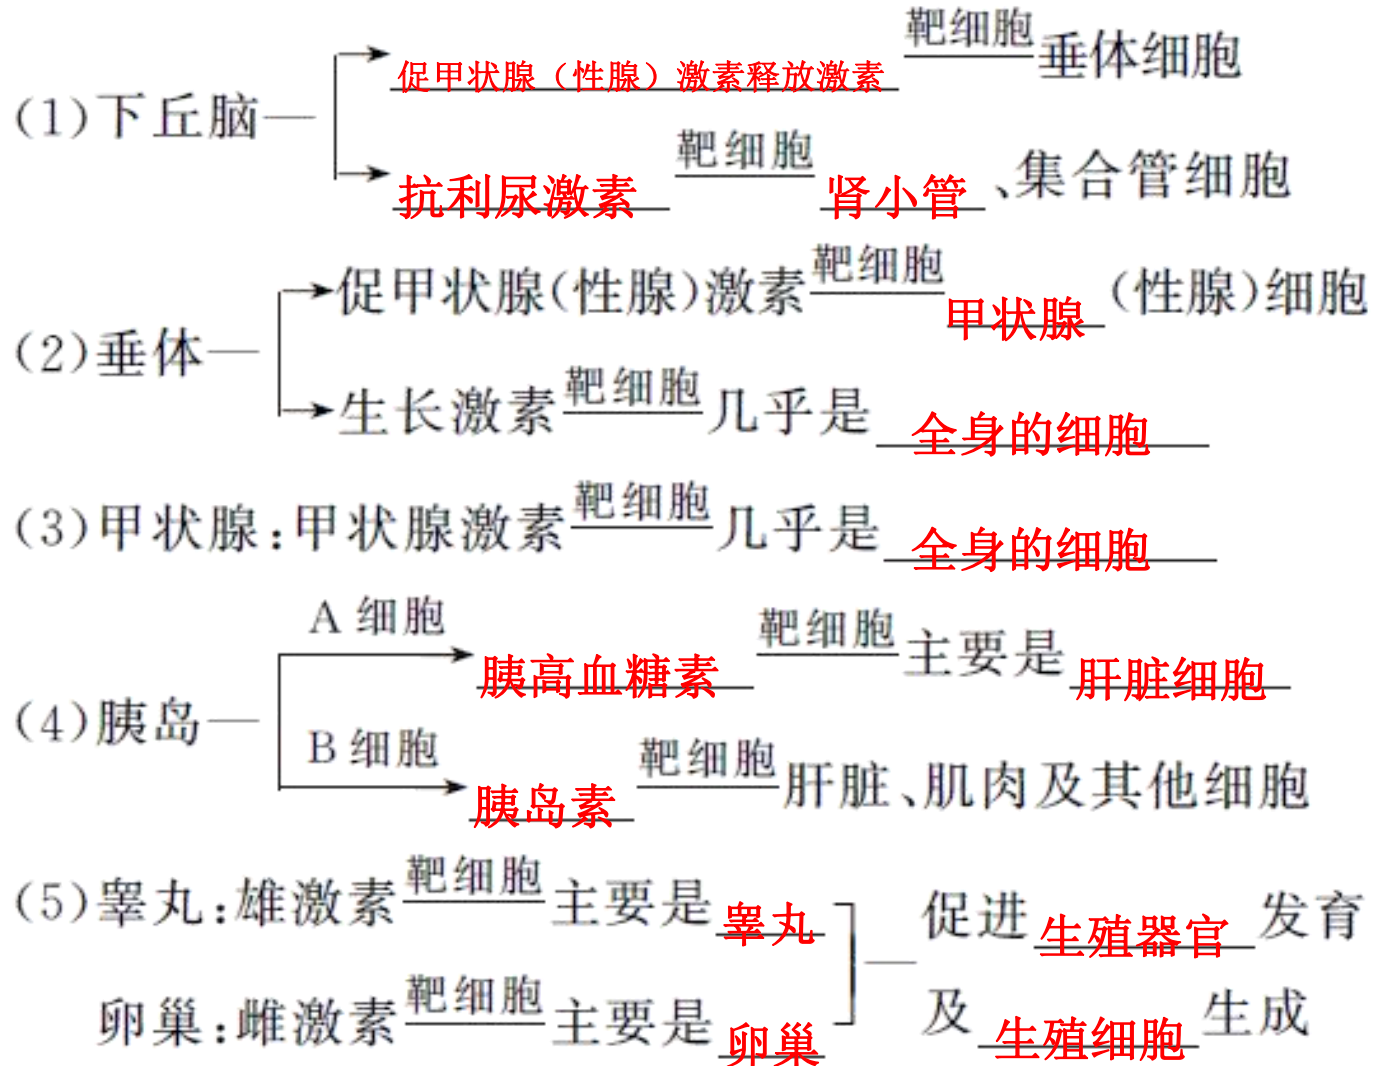 (1)下丘脑
促甲状腺（性腺）激素释放激素 靶细胞 垂体细胞
抗利尿激素 靶细胞 肾小管、集合管细胞
(2)垂体
促甲状腺(性腺)激素 靶细胞 甲状腺(性腺)细胞
生长激素 靶细胞 几乎是全身的细胞
(3)甲状腺:甲状腺激素 靶细胞 几乎是全身的细胞
(4)胰岛
A 细胞 胰高血糖素 靶细胞 主要是肝脏细胞
B 细胞 胰岛素 靶细胞 肝脏、肌肉及其他细胞
(5)睾丸:雄激素 靶细胞 主要是睾丸
卵巢:雌激素 靶细胞 主要是卵巢
促进生殖器官发育
及生殖细胞生成